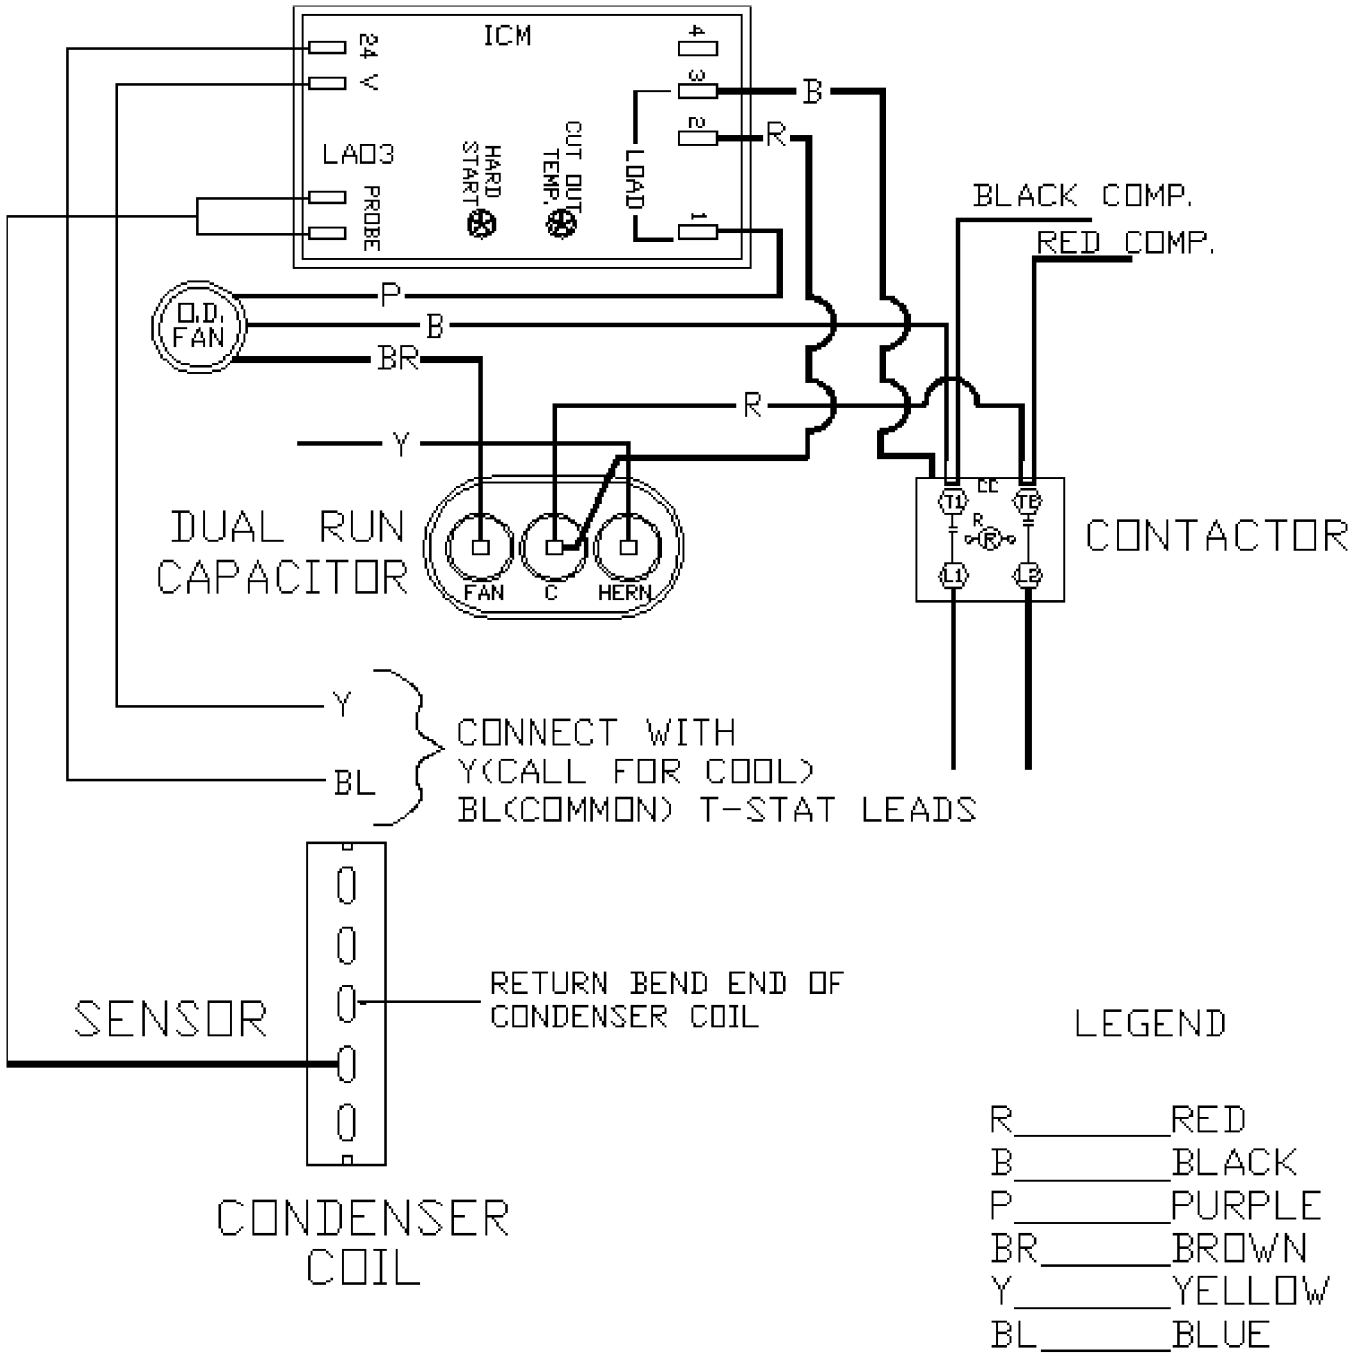 ICM
24
V
LA03
PROBE
HARD
START
CUT OUT
TEMP.
LOAD
4
3
2
1
B
R
BLACK COMP.
RED COMP.
O.D.
FAN
P
B
BR
R
Y
DUAL RUN
CAPACITOR
FAN
C
HERN
CC
T1
R
R
L1
L2
CONTACTOR
Y
BL
CONNECT WITH
Y(CALL FOR COOL)
BL(COMMON) T-STAT LEADS
SENSOR
RETURN BEND END OF
CONDENSER COIL
CONDENSER
COIL
LEGEND
R RED
B BLACK
P PURPLE
BR BROWN
Y YELLOW
BL BLUE